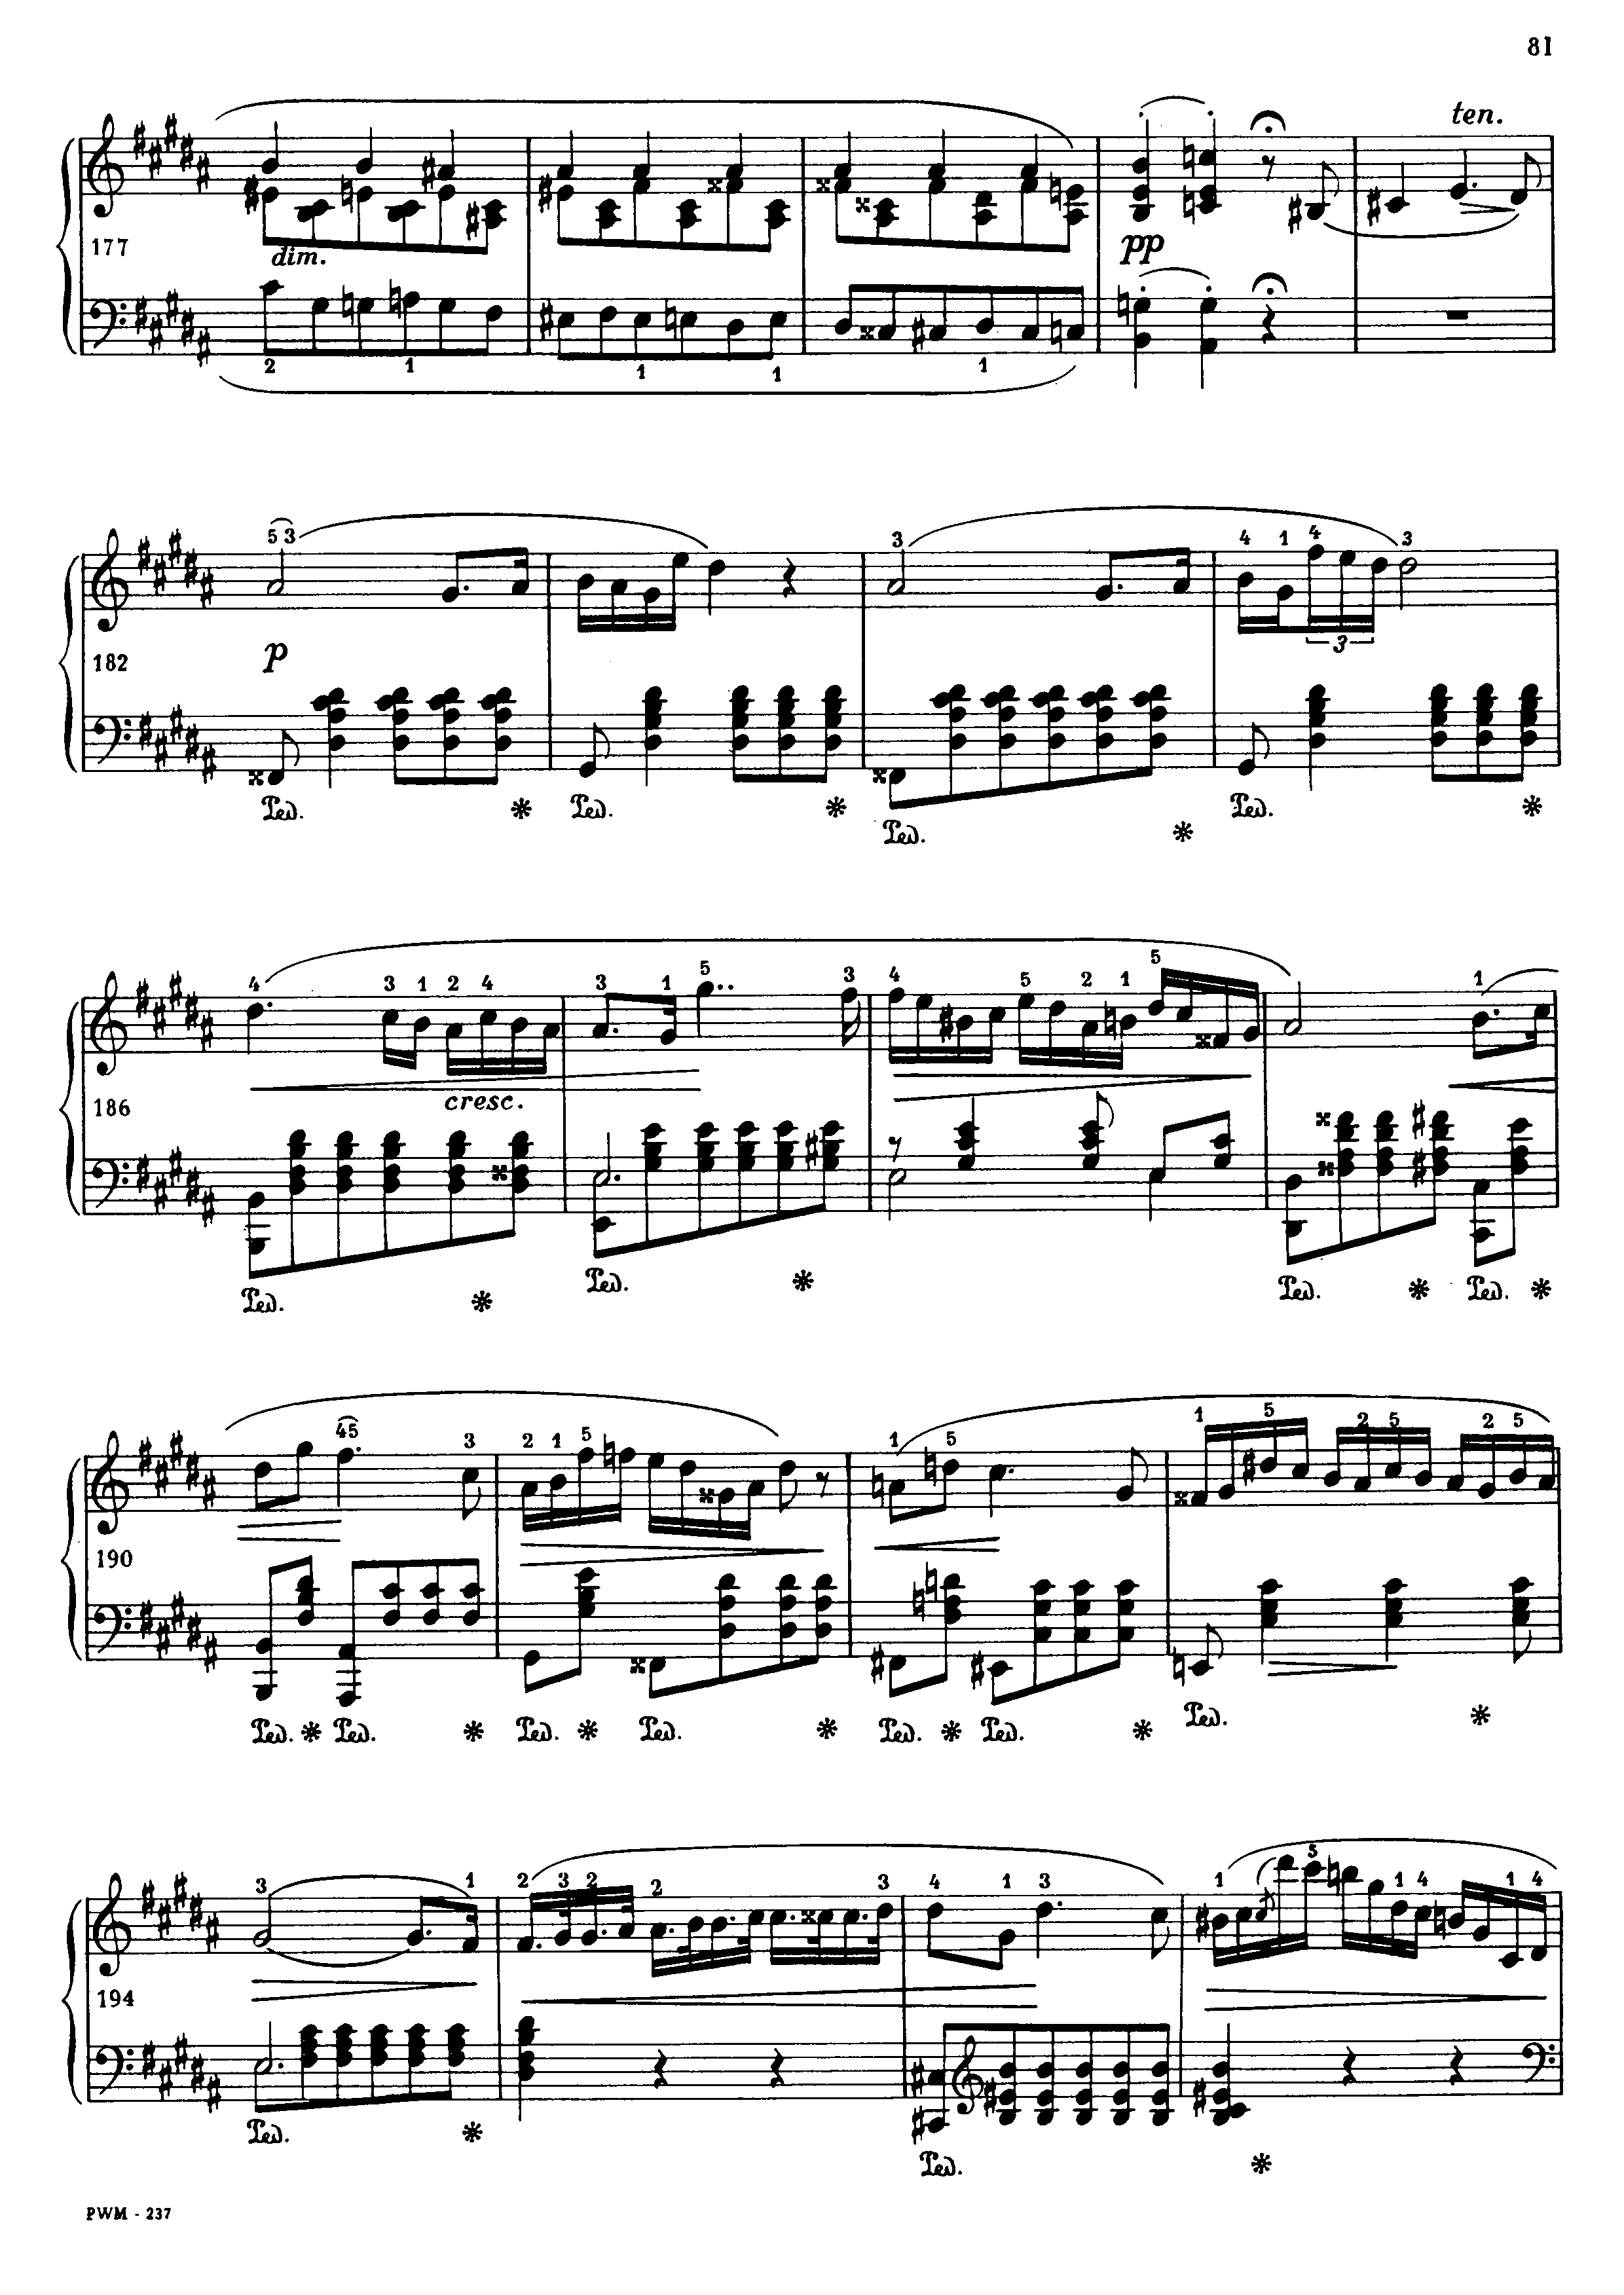 81
ten.
177
dim.
pp
2 1 1 1 1
5 3 3 4 1 4 3
182
p
3
Ped. * Ped. * Ped. * Ped. *
4 3 1 2 4 3 1 5 3 4 5 2 1 5 1
186
cresc.
Ped. * Ped. * Ped. * Ped. *
45 3 2 1 5 1 5 1 5 2 5 2 5
190
Ped. * Ped. * Ped. * Ped. * Ped. * Ped. * Ped. *
3 1 2 3 2 2 3 4 1 3 1 5 1 4 1 4
194
Ped. * Ped. *
PWM - 237